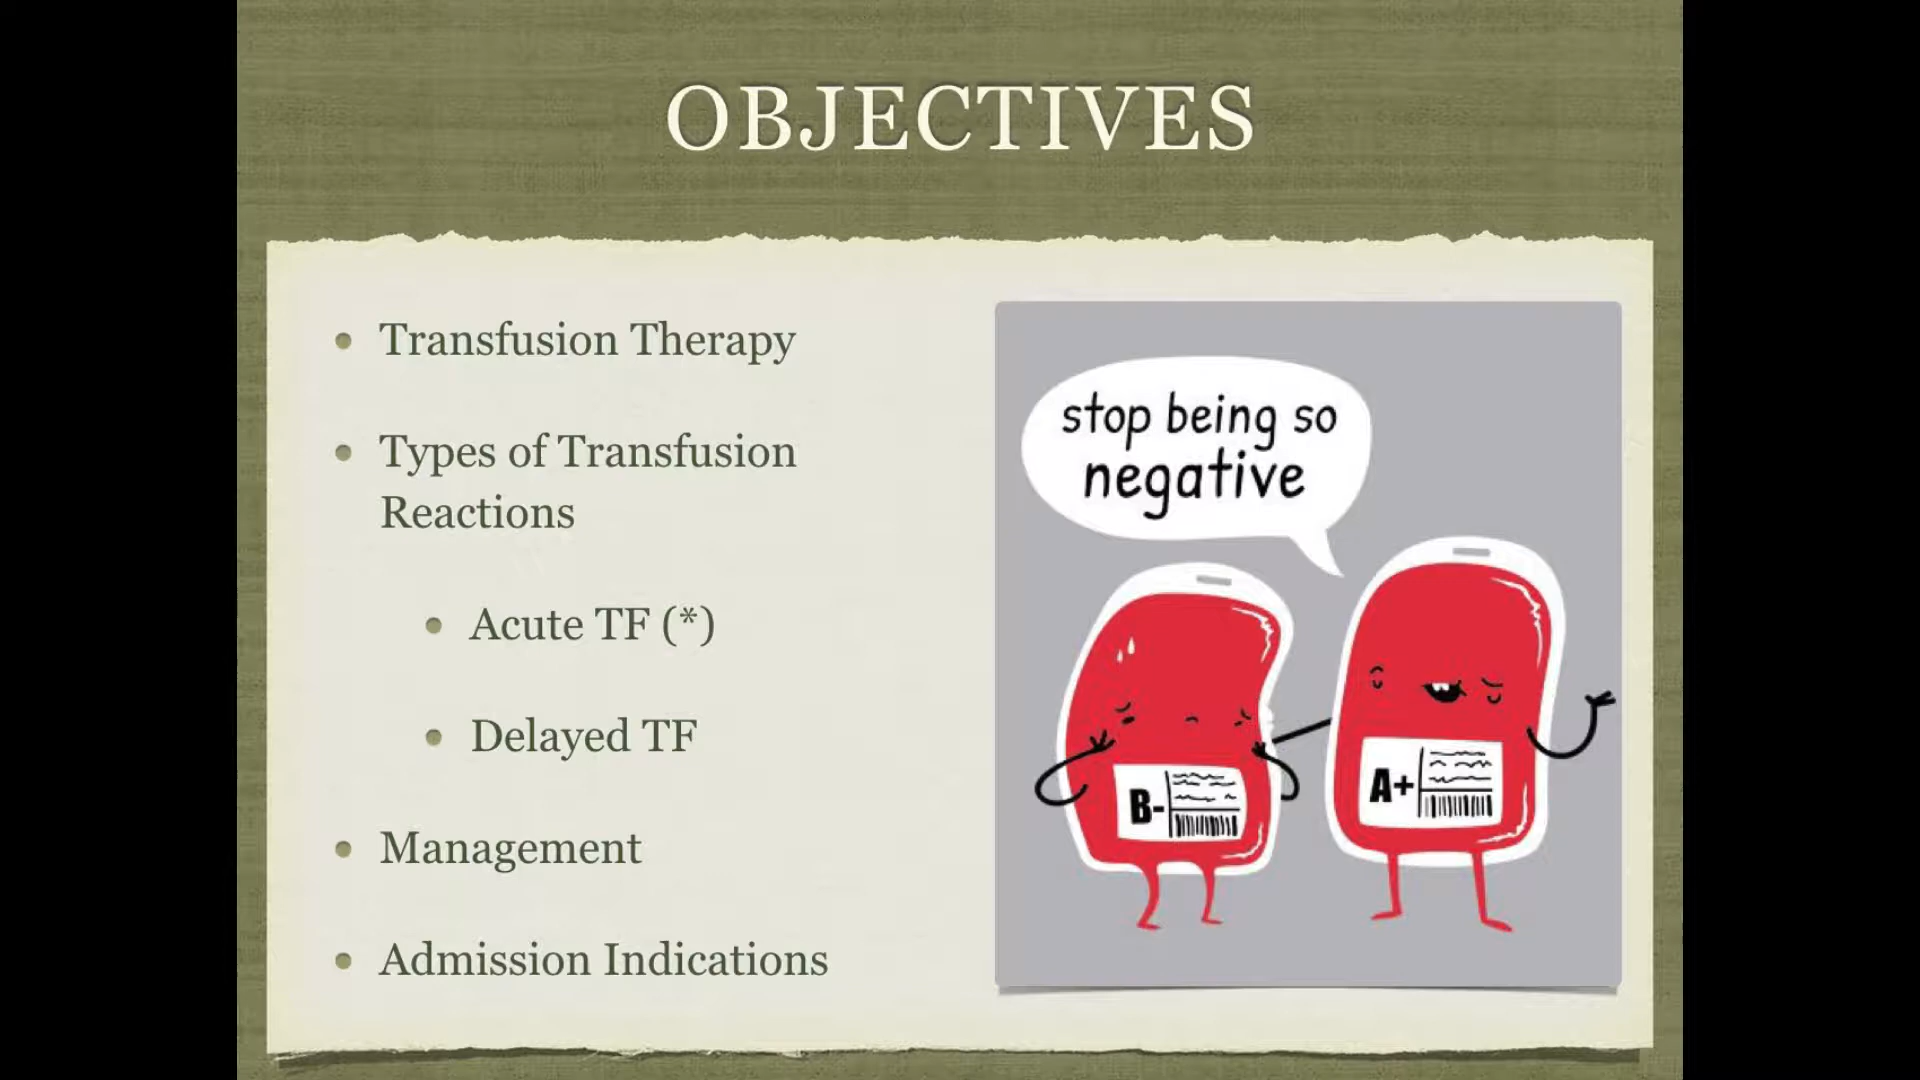 OBJECTIVES
• Transfusion Therapy
• Types of Transfusion
Reactions
• Acute TF (*)
• Delayed TF
• Management
• Admission Indications
stop being so
negative
B-
A+